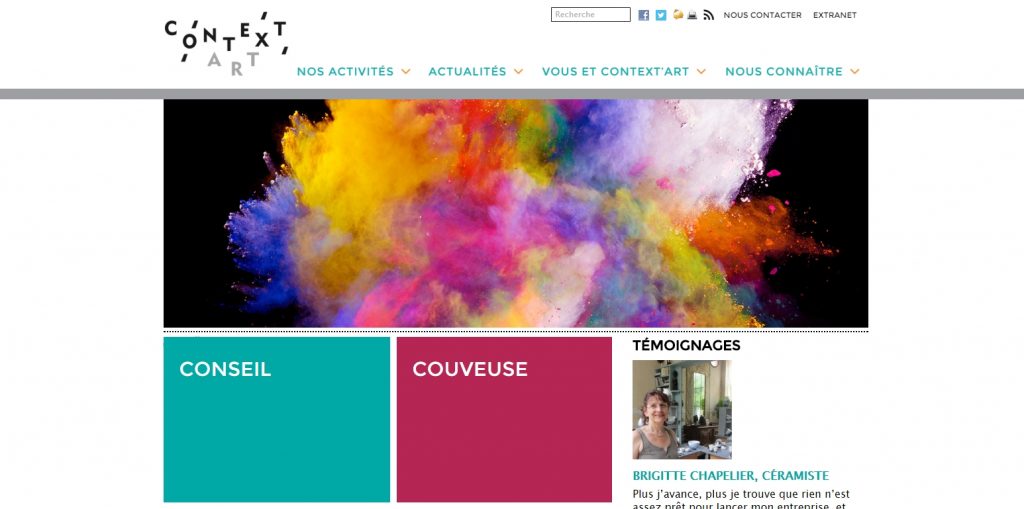 Recherche
NOUS CONTACTER
EXTRANET
CONTEXT
ART
NOS ACTIVITÉS
ACTUALITÉS
VOUS ET CONTEXT'ART
NOUS CONNAÎTRE
CONSEIL
COUVEUSE
TÉMOIGNAGES
BRIGITTE CHAPELIER, CÉRAMISTE
Plus j'avance, plus je trouve que rien n'est
assez prêt pour lancer mon entreprise, et